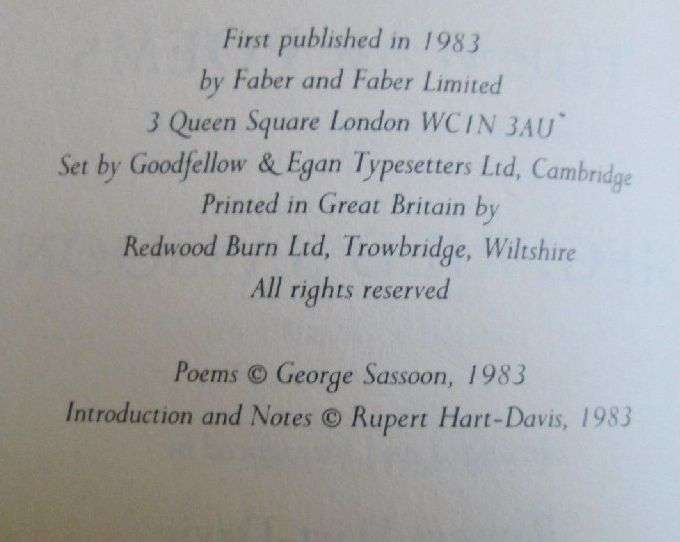 First published in 1983
by Faber and Faber Limited
3 Queen Square London WC1N 3AU
Set by Goodfellow & Egan Typesetters Ltd, Cambridge
Printed in Great Britain by
Redwood Burn Ltd, Trowbridge, Wiltshire
All rights reserved
Poems © George Sassoon, 1983
Introduction and Notes © Rupert Hart-Davis, 1983